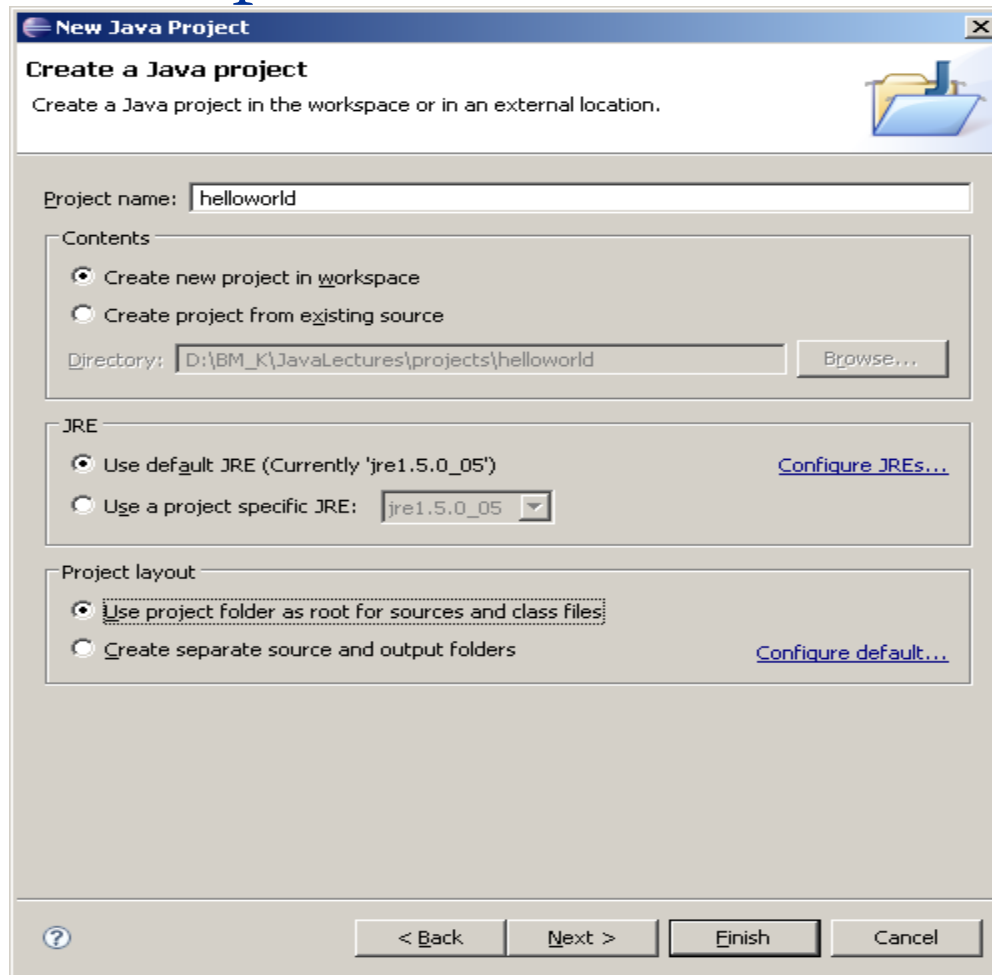 New Java Project
Create a Java project
Create a Java project in the workspace or in an external location.
Project name: helloworld
Contents
Create new project in workspace
Create project from existing source
Directory: D:\BM_K\JavaLectures\projects\helloworld Browse...
JRE
Use default JRE (Currently 'jre1.5.0_05') Configure JREs...
Use a project specific JRE: jre1.5.0_05
Project layout
Use project folder as root for sources and class files
Create separate source and output folders Configure default...
? < Back Next > Finish Cancel